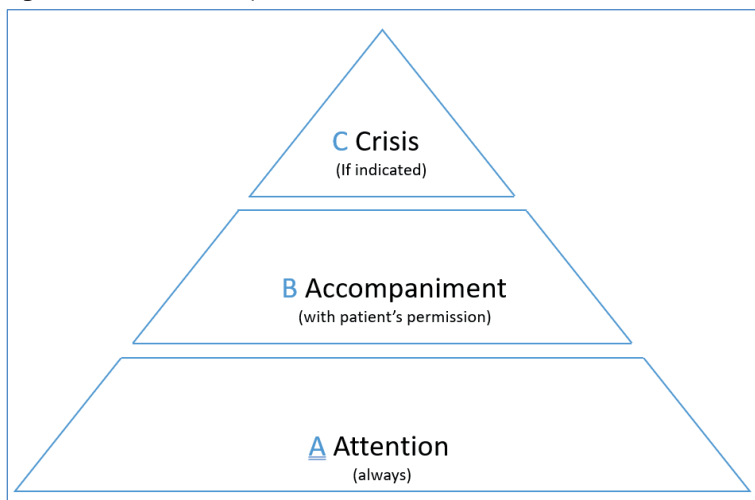 C Crisis
(If indicated)
B Accompaniment
(with patient's permission)
A Attention
(always)